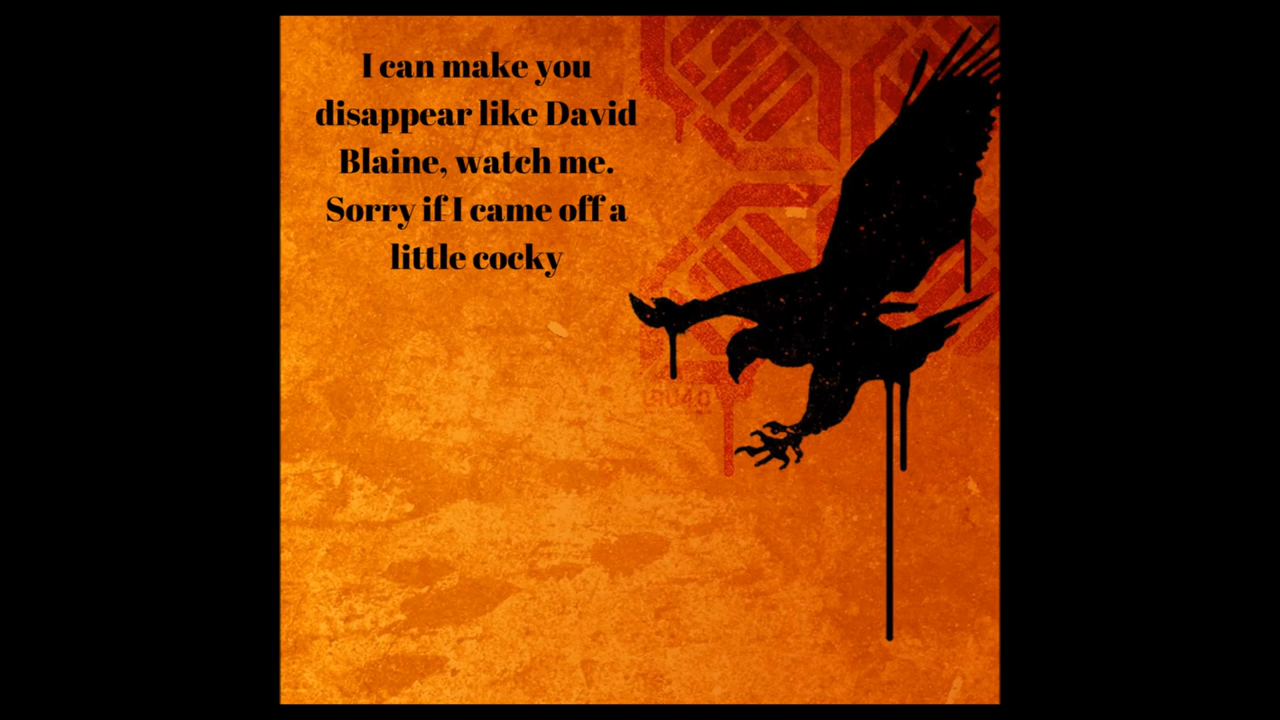 I can make you
disappear like David
Blaine, watch me.
Sorry if I came off a
little cocky